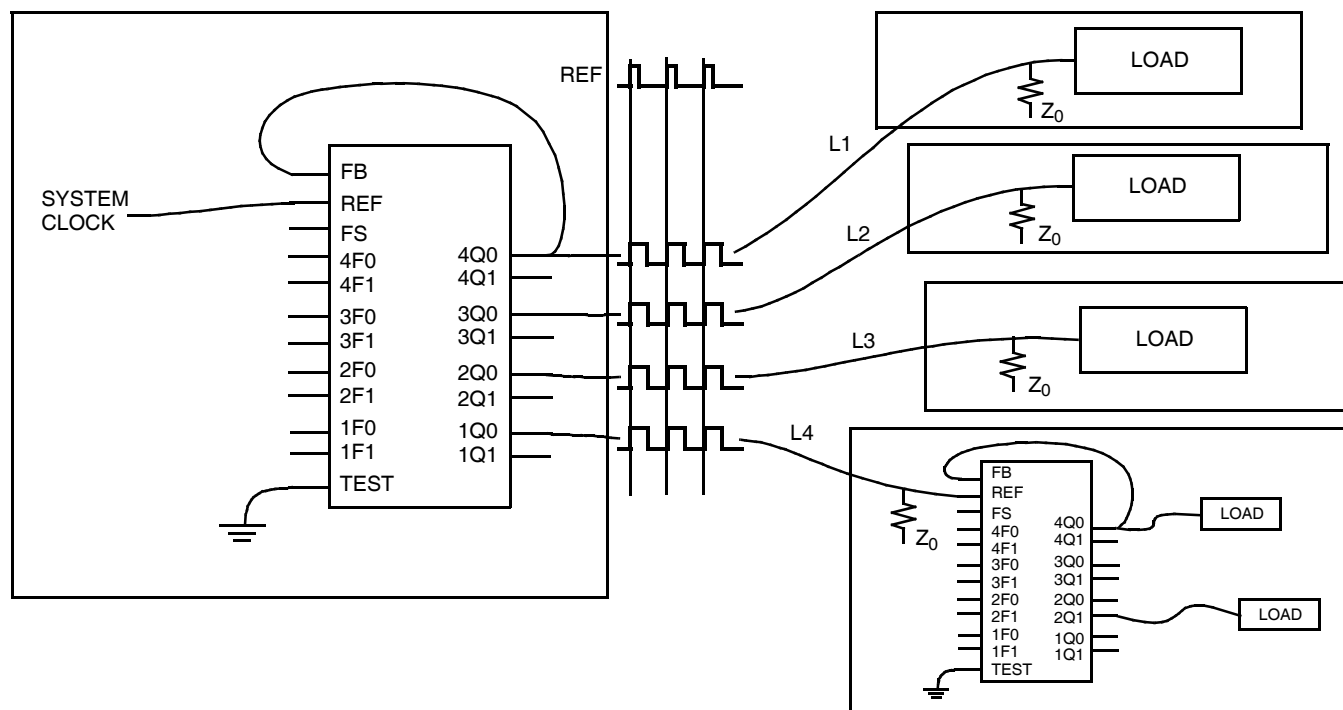 REF
SYSTEM
CLOCK
FB
REF
FS
4F0
4F1
3F0
3F1
2F0
2F1
1F0
1F1
TEST
4Q0
4Q1
3Q0
3Q1
2Q0
2Q1
1Q0
1Q1
L1
L2
L3
L4
LOAD
Z0
LOAD
Z0
LOAD
Z0
Z0
FB
REF
FS
4F0
4F1
3F0
3F1
2F0
2F1
1F0
1F1
TEST
4Q0
4Q1
3Q0
3Q1
2Q0
2Q1
1Q0
1Q1
LOAD
LOAD